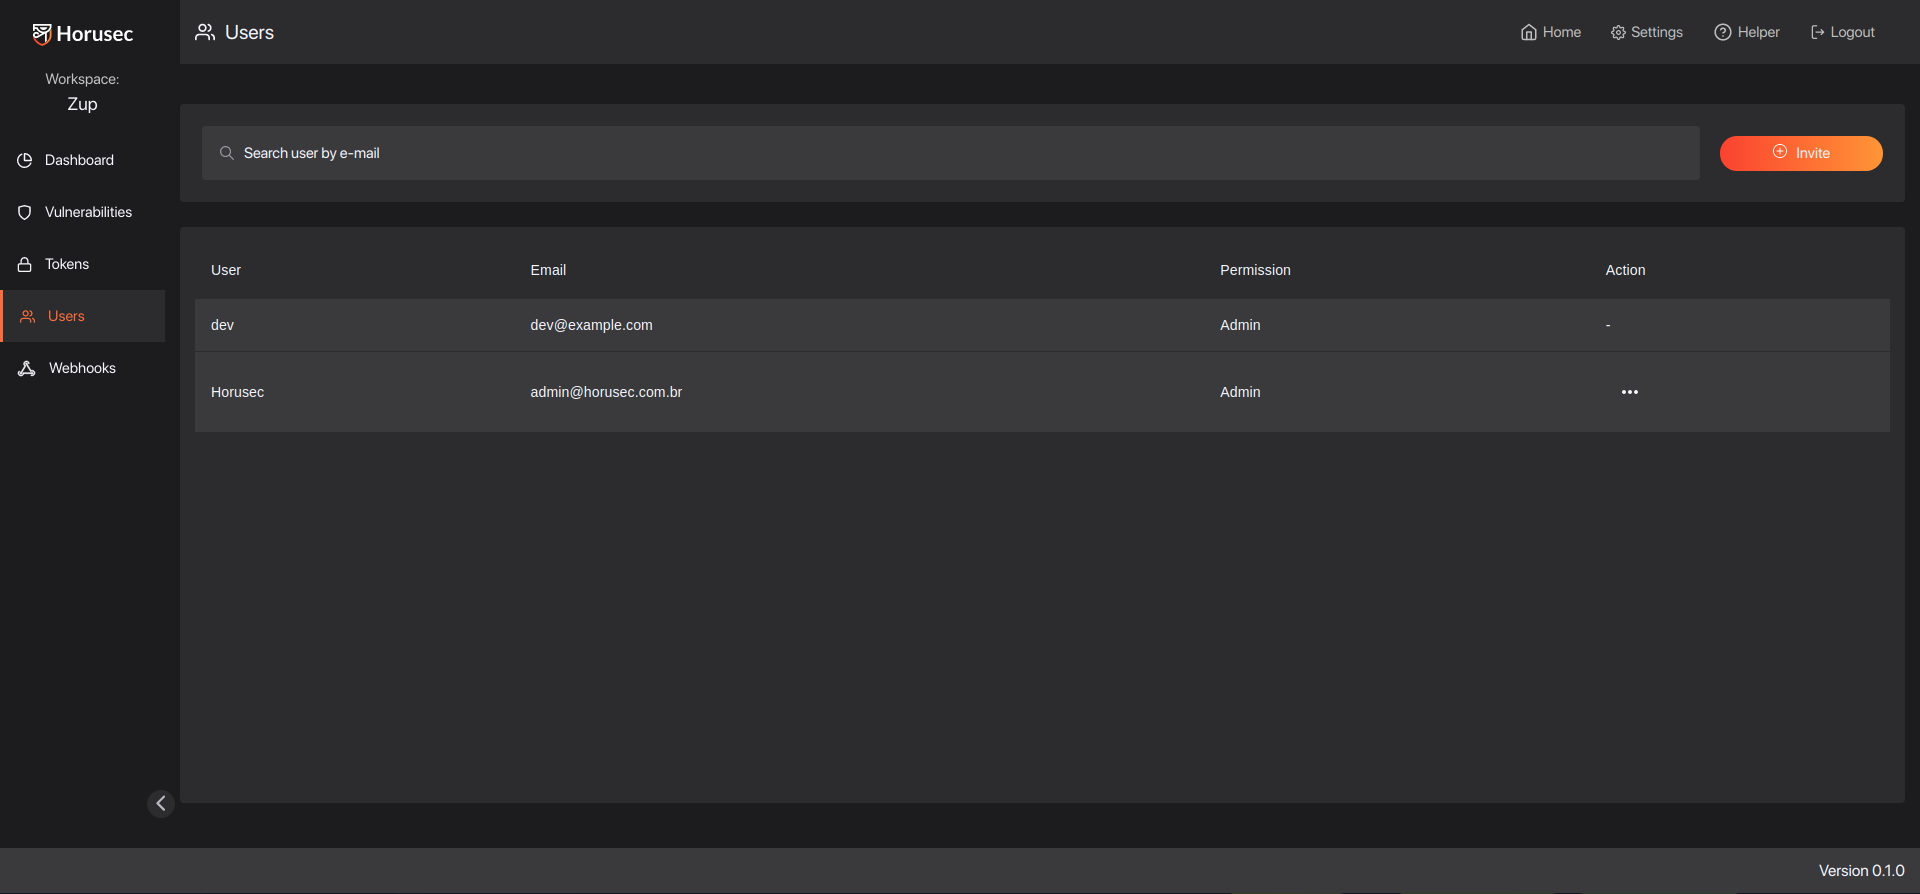 Horusec
Users
Home
Settings
Helper
Logout
Workspace:
Zup
Dashboard
Vulnerabilities
Tokens
Users
Webhooks
Search user by e-mail
Invite
User Email Permission Action
dev dev@example.com Admin -
Horusec admin@horusec.com.br Admin
Version 0.1.0